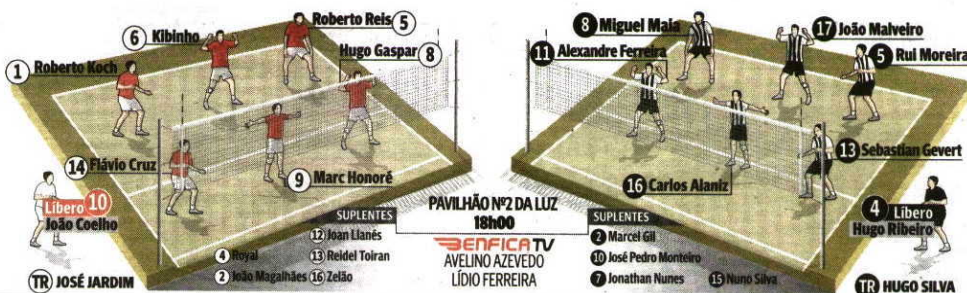 6 Kibinho
Roberto Reis 5
Hugo Gaspar 8
1 Roberto Koch
14 Flávio Cruz
9 Marc Honoré
Líbero 10
João Coelho
TR JOSÉ JARDIM
SUPLENTES
12 Joan Llanés
4 Royal
13 Reidel Toiran
2 João Magalhães
16 Zelão
PAVILHÃO Nº2 DA LUZ
18h00
BENFICA TV
AVELINO AZEVEDO
LÍDIO FERREIRA
8 Miguel Maia
17 João Malveiro
11 Alexandre Ferreira
5 Rui Moreira
13 Sebastian Gevert
16 Carlos Alaniz
4 Líbero
Hugo Ribeiro
SUPLENTES
2 Marcel Gil
10 José Pedro Monteiro
7 Jonathan Nunes
15 Nuno Silva
TR HUGO SILVA